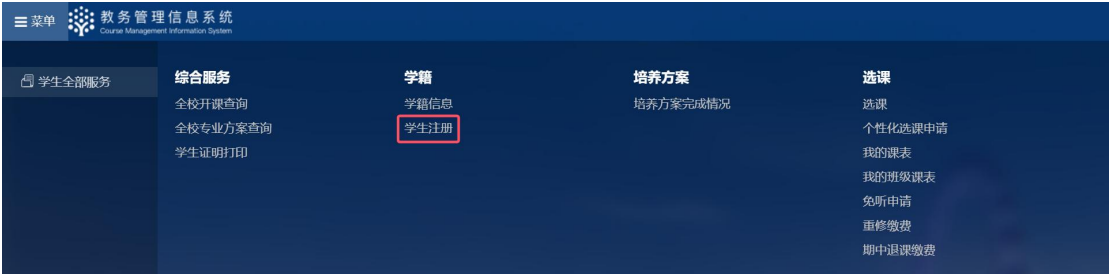 菜单
教务管理信息系统
Course Management Information System
学生全部服务
综合服务
全校开课查询
全校专业方案查询
学生证明打印
学籍
学籍信息
学生注册
培养方案
培养方案完成情况
选课
选课
个性化选课申请
我的课表
我的班级课表
免听申请
重修缴费
期中退课缴费